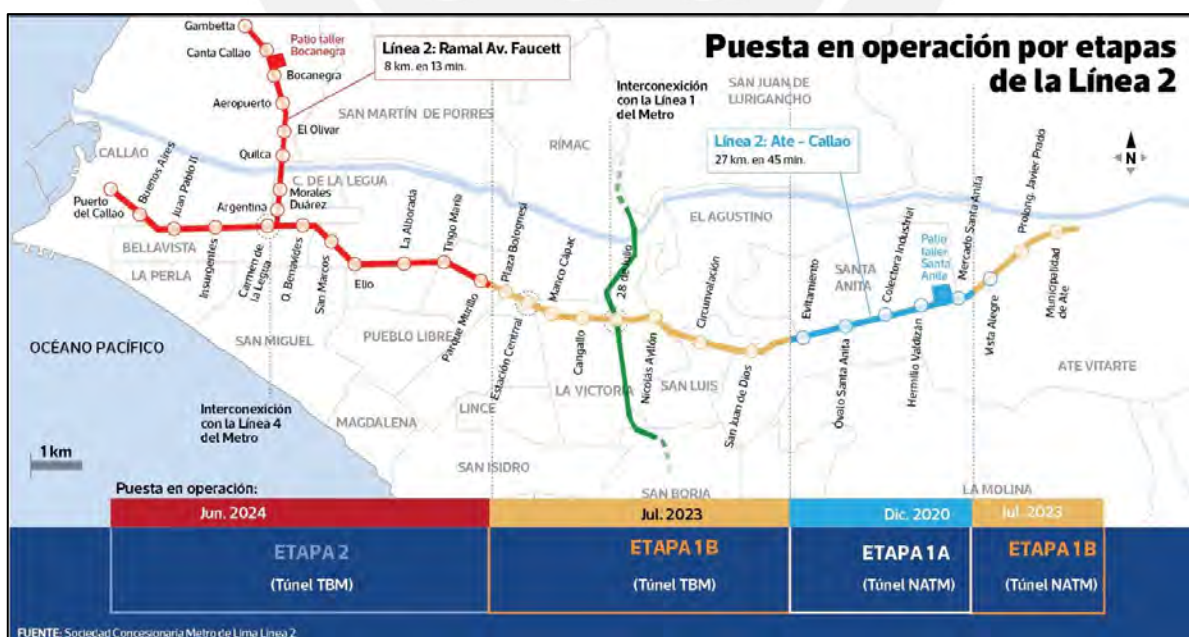 Puesta en operación por etapas
de la Línea 2
Gambetta
Canta Callao
Patio taller
Bocanegra
Bocanegra
Aeropuerto
El Olivar
Quilca
Morales
Duárez
Argentina
Línea 2: Ramal Av. Faucett
8 km. en 13 min.
Interconexión
con la Línea 1
del Metro
Línea 2: Ate - Callao
27 km. en 45 min.
N
SAN JUAN DE
LURIGANCHO
SAN MARTÍN DE PORRES
RÍMAC
CALLAO
C. DE LA LEGUA
EL AGUSTINO
SANTA
ANITA
BELLAVISTA
LA PERLA
SAN MIGUEL
PUEBLO LIBRE
MAGDALENA
LINCE
SAN ISIDRO
LA VICTORIA
SAN LUIS
SAN BORJA
LA MOLINA
ATE VITARTE
OCÉANO PACÍFICO
Puerto
del Callao
Buenos Aires
Juan Pablo II
Insurgentes
Carmen de
la Legua
O. Benavides
San Marcos
Elio
La Alborada
Tingo María
Parque Murillo
Plaza Bolognesi
Estación Central
Manco Cápac
Cangallo
28 de Julio
Nicolás Ayllón
Circunvalación
San Juan de Dios
Evitamiento
Óvalo Santa Anita
Colectora Industrial
Hermilio Valdizán
Patio
taller
Santa
Anita
Mercado Santa Anita
Vista Alegre
Prolong. Javier Prado
Municipalidad
de Ate
Interconexión
con la Línea 4
del Metro
1 km
Puesta en operación:
Jun. 2024
Jul. 2023
Dic. 2020
Jul. 2023
ETAPA 2
(Túnel TBM)
ETAPA 1B
(Túnel TBM)
ETAPA 1A
(Túnel NATM)
ETAPA 1B
(Túnel NATM)
FUENTE: Sociedad Concesionaria Metro de Lima Línea 2